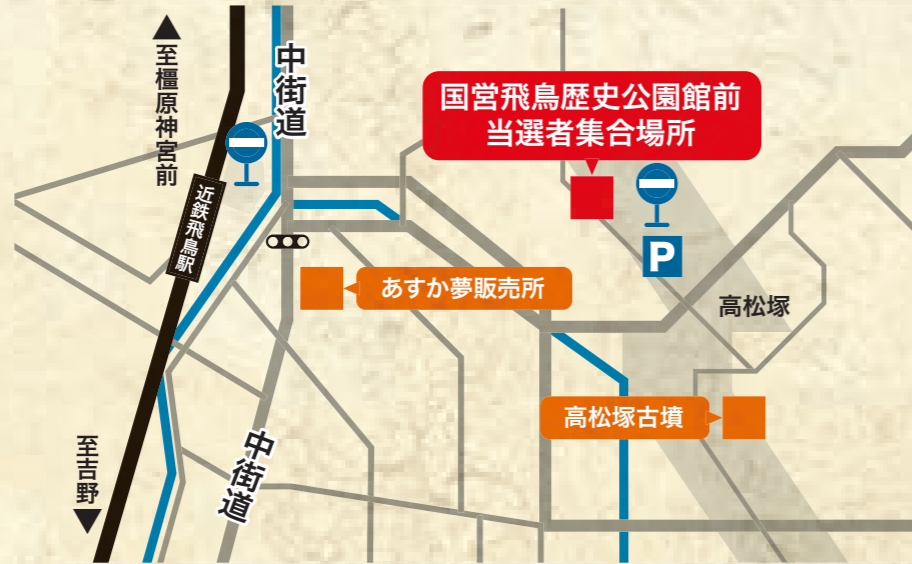 至橿原神宮前
中街道
国営飛鳥歴史公園館前
当選者集合場所
近鉄飛鳥駅
P
あすか夢販売所
高松塚
高松塚古墳
至吉野
中街道